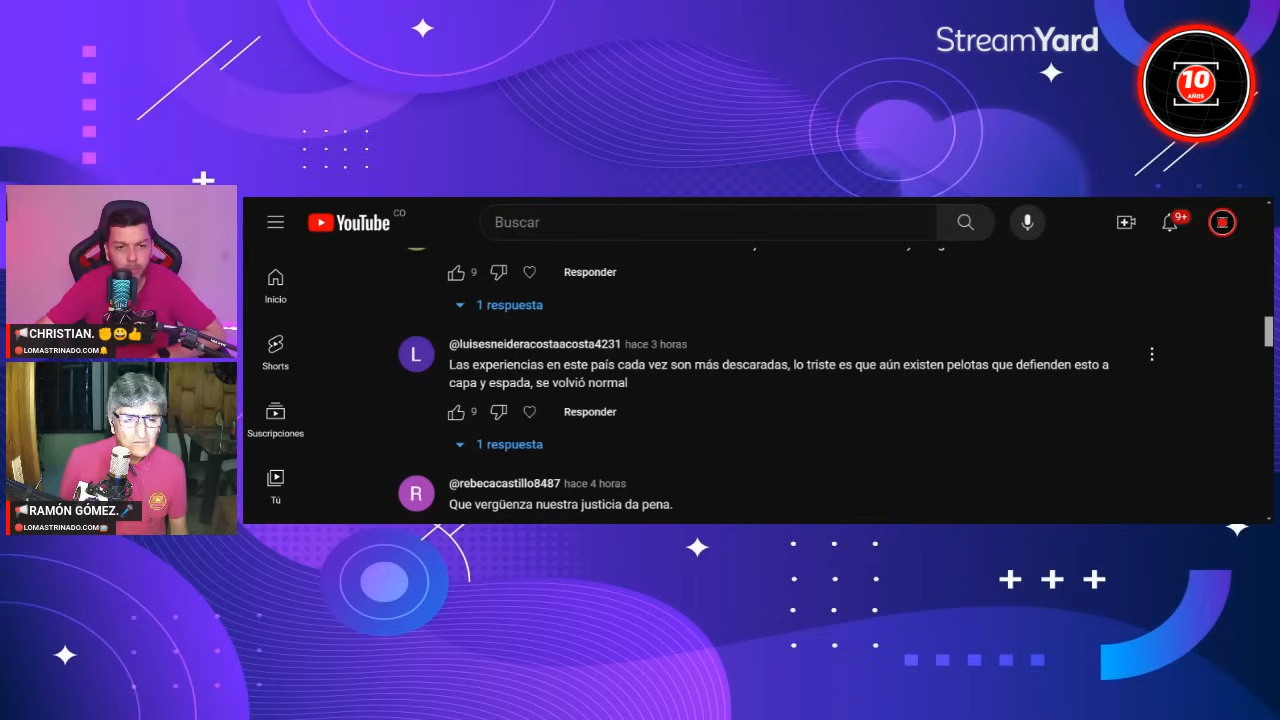 StreamYard
10
AÑOS
YouTube CO
Buscar
9+
Inicio
Shorts
Suscripciones
Tú
9 Responder
1 respuesta
L
@luisesneideracostaacosta4231 hace 3 horas
Las experiencias en este país cada vez son más descaradas, lo triste es que aún existen pelotas que defienden esto a
capa y espada, se volvió normal
9 Responder
1 respuesta
R
@rebecacastillo8487 hace 4 horas
Que vergüenza nuestra justicia da pena.
CHRISTIAN. ✊😀👍
LOMASTRINADO.COM
RAMÓN GÓMEZ.
LOMASTRINADO.COM